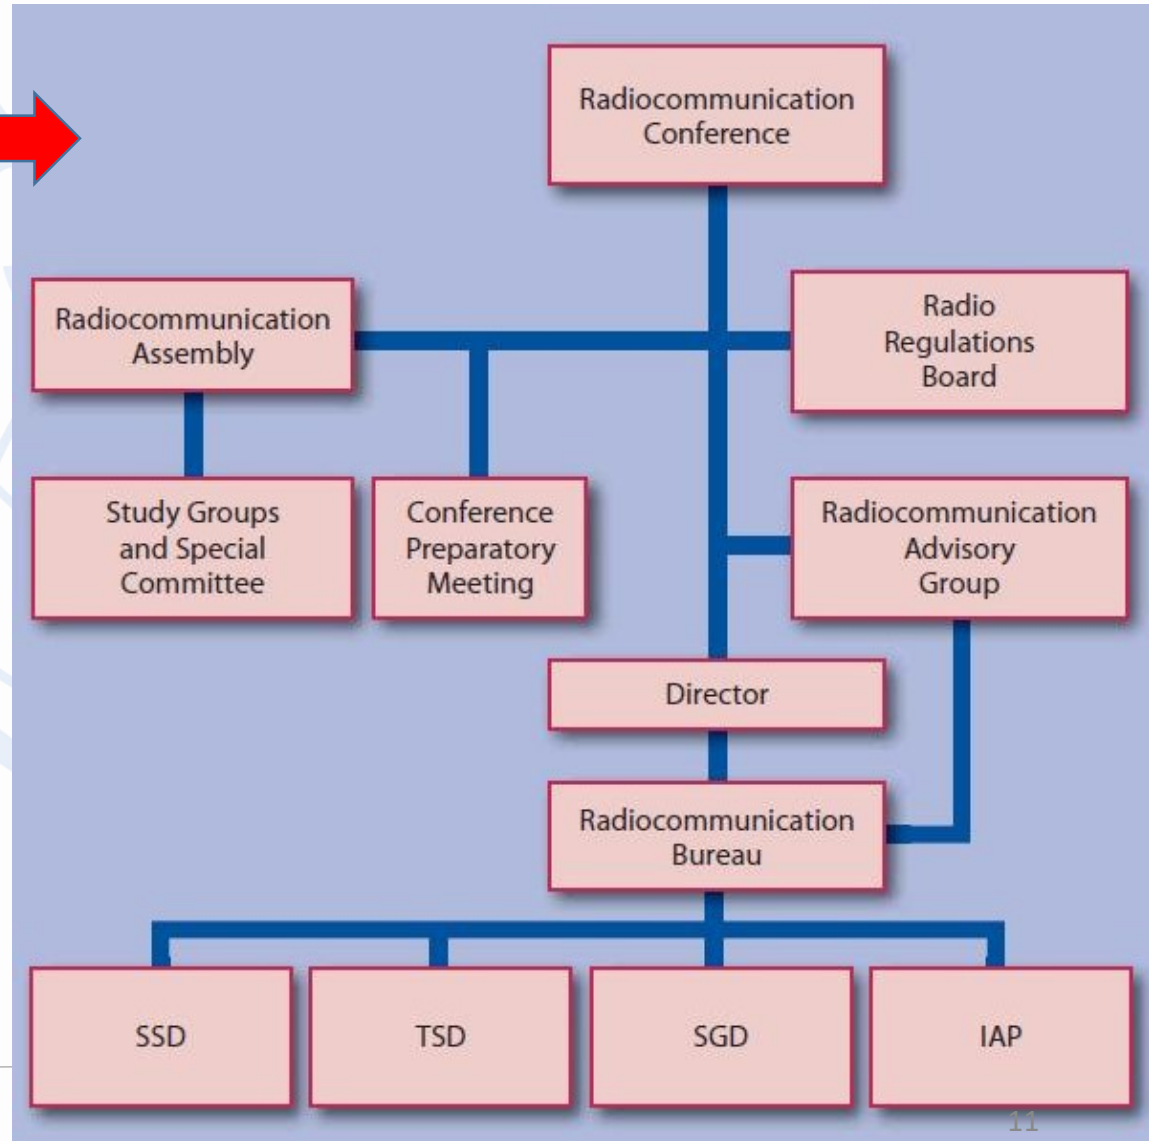 Radiocommunication
Conference
Radiocommunication
Assembly
Radio
Regulations
Board
Study Groups
and Special
Committee
Conference
Preparatory
Meeting
Radiocommunication
Advisory
Group
Director
Radiocommunication
Bureau
SSD
TSD
SGD
IAP
11